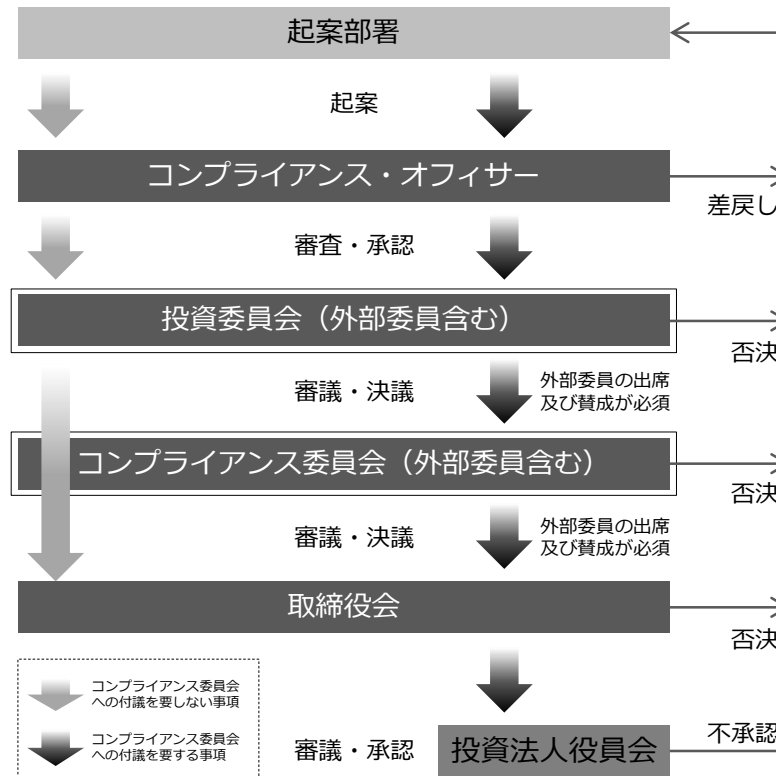 起案部署
起案
コンプライアンス・オフィサー
差戻し
審査・承認
投資委員会（外部委員含む）
否決
審議・決議
外部委員の出席
及び賛成が必須
コンプライアンス委員会（外部委員含む）
否決
審議・決議
外部委員の出席
及び賛成が必須
取締役会
否決
コンプライアンス委員会
への付議を要しない事項
コンプライアンス委員会
への付議を要する事項
審議・承認
投資法人役員会
不承認